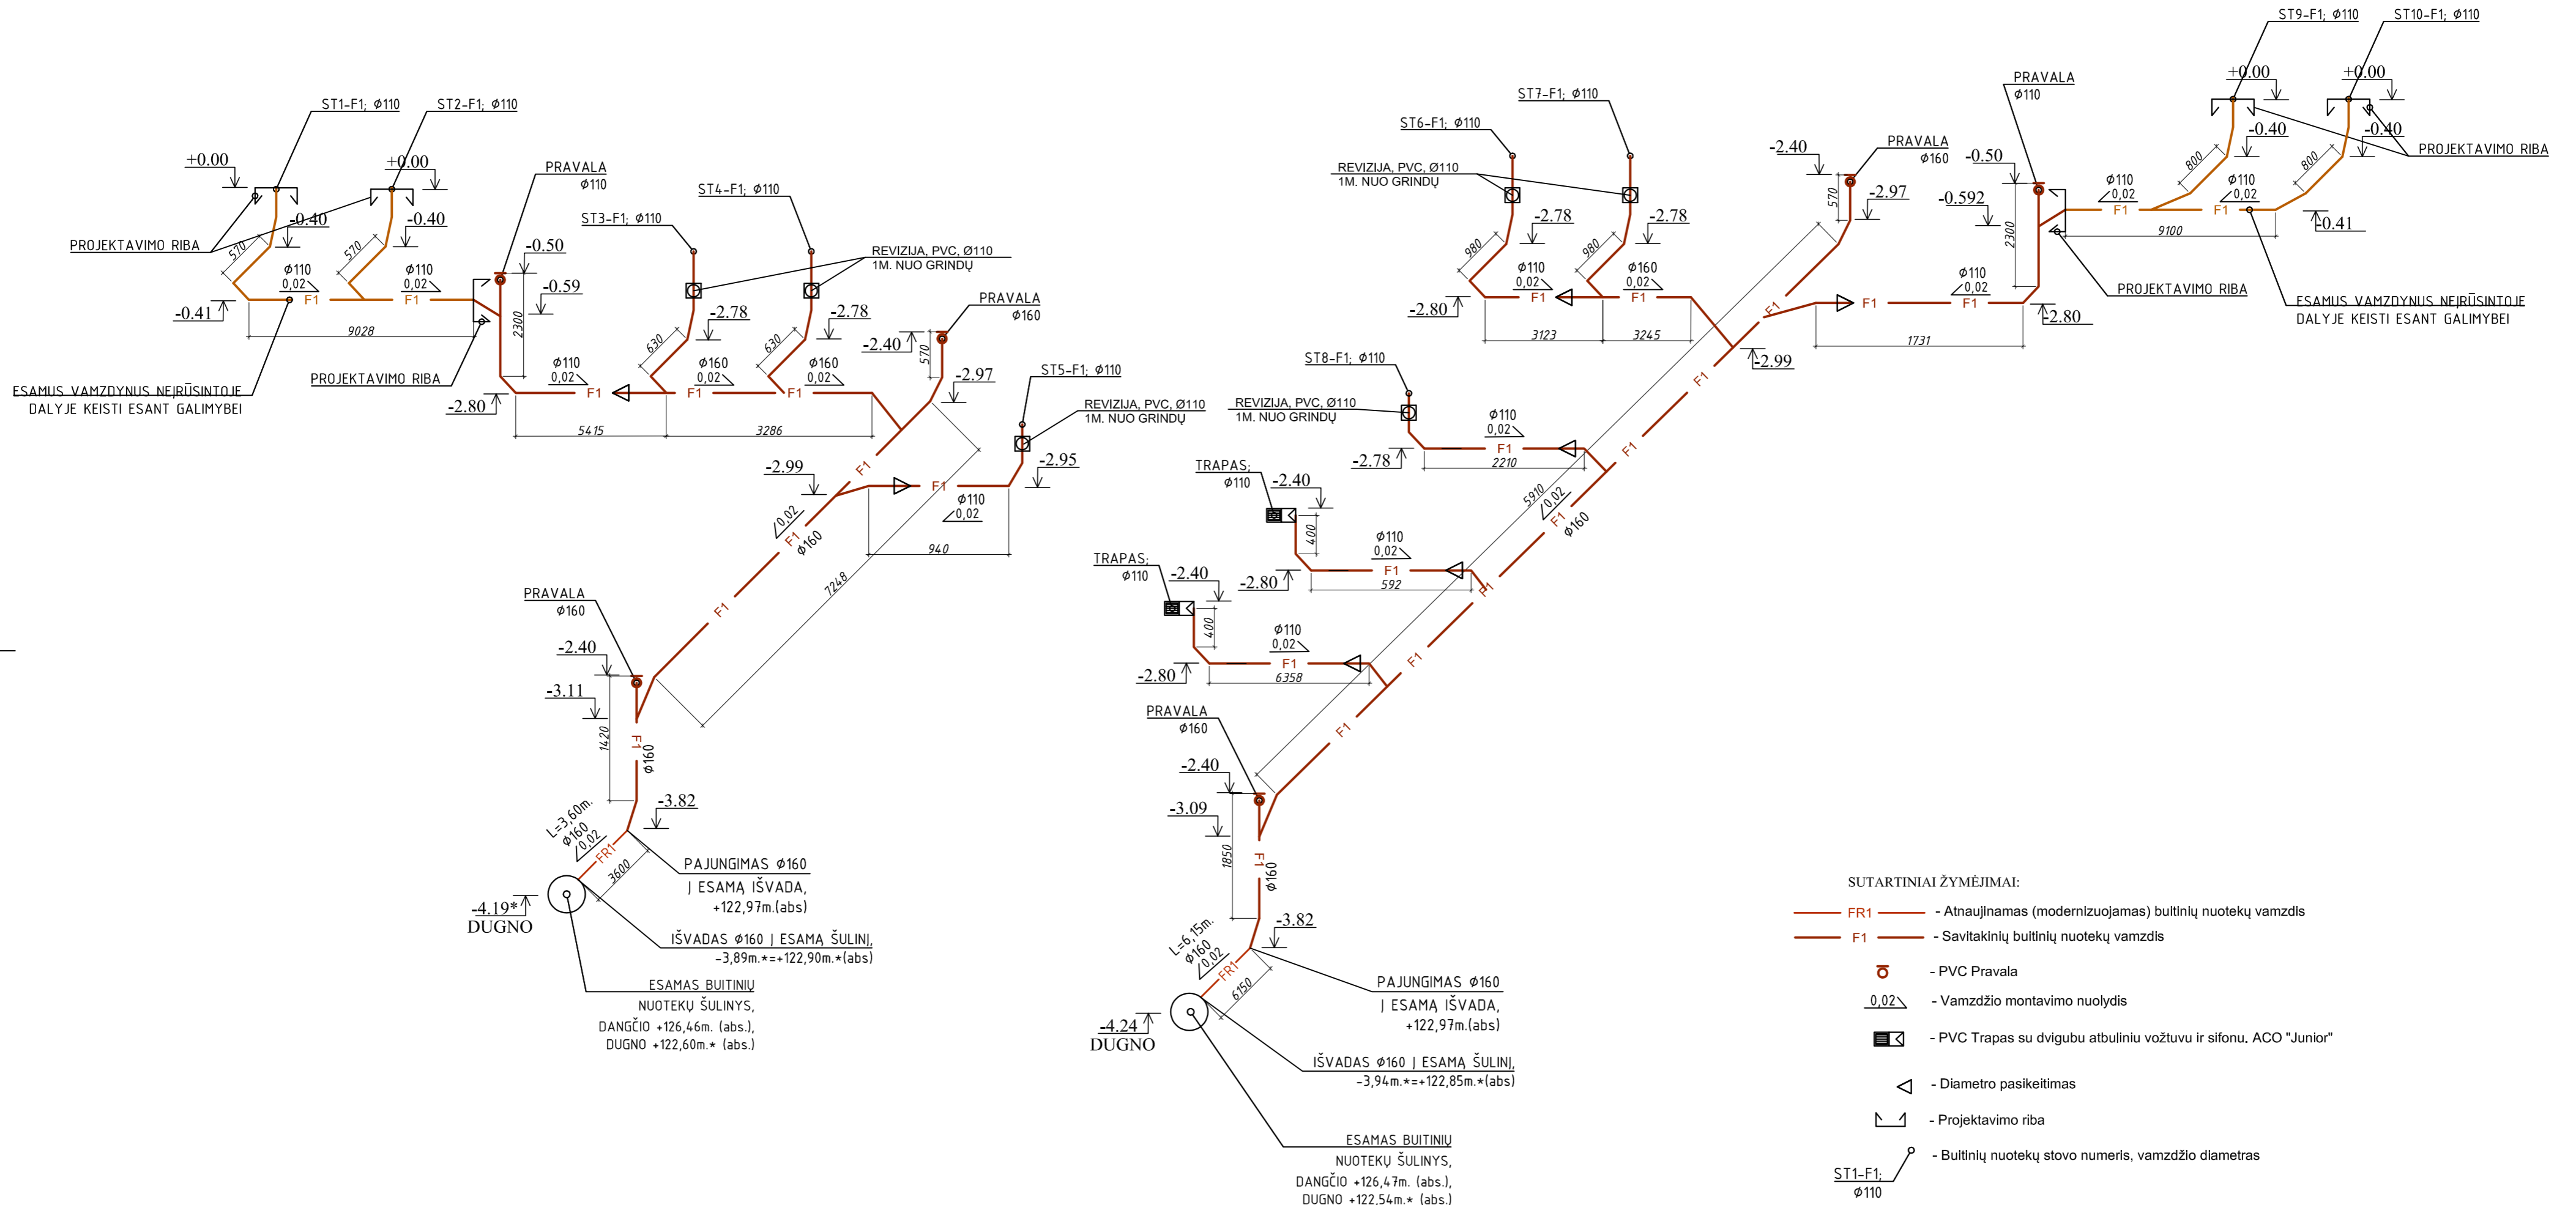 ST1-F1; Ø110
ST2-F1; Ø110
+0.00
+0.00
-0.40
-0.40
PROJEKTAVIMO RIBA
570
570
Ø110
0,02
F1
Ø110
0,02
F1
-0.41
9028
ESAMUS VAMZDYNUS NEĮRŪSINTOJE
DALYJE KEISTI ESANT GALIMYBEI
PRAVALA
Ø110
-0.50
-0.59
2300
PROJEKTAVIMO RIBA
-2.80
ST3-F1; Ø110
ST4-F1; Ø110
REVIZIJA, PVC, Ø110
1M. NUO GRINDŲ
-2.78
-2.78
630
630
Ø110
0,02
F1
Ø160
0,02
F1
Ø160
0,02
F1
5415
3286
PRAVALA
Ø160
-2.40
570
-2.97
ST5-F1; Ø110
REVIZIJA, PVC, Ø110
1M. NUO GRINDŲ
-2.99
F1
-2.95
F1
Ø110
0,02
940
0,02
F1
Ø160
7248
F1
PRAVALA
Ø160
-2.40
-3.11
1420
F1
Ø160
-3.82
L=3,60m.
Ø160
0,02
FR1
3600
-4.19*
DUGNO
PAJUNGIMAS Ø160
Į ESAMĄ IŠVADA,
+122,97m.(abs)
IŠVADAS Ø160 Į ESAMĄ ŠULINĮ,
-3,89m.*=+122,90m.*(abs)
ESAMAS BUITINIŲ
NUOTEKŲ ŠULINYS,
DANGČIO +126,46m. (abs.),
DUGNO +122,60m.* (abs.)
ST6-F1; Ø110
ST7-F1; Ø110
REVIZIJA, PVC, Ø110
1M. NUO GRINDŲ
-2.78
-2.78
980
980
Ø110
0,02
F1
Ø160
0,02
F1
-2.80
3123
3245
-2.40
PRAVALA
Ø160
570
-2.97
F1
-2.99
PRAVALA
Ø110
-0.50
-0.592
2300
Ø110
0,02
F1
F1
1731
-2.80
ST9-F1; Ø110
ST10-F1; Ø110
+0.00
+0.00
-0.40
-0.40
PROJEKTAVIMO RIBA
800
800
Ø110
0,02
F1
Ø110
0,02
F1
-0.41
9100
PROJEKTAVIMO RIBA
ESAMUS VAMZDYNUS NEĮRŪSINTOJE
DALYJE KEISTI ESANT GALIMYBEI
ST8-F1; Ø110
REVIZIJA, PVC, Ø110
1M. NUO GRINDŲ
Ø110
0,02
F1
-2.78
2210
F1
F1
5910
0,02
F1
Ø160
TRAPAS;
Ø110
-2.40
400
Ø110
0,02
F1
-2.80
592
F1
TRAPAS;
Ø110
-2.40
400
Ø110
0,02
F1
-2.80
6358
F1
F1
PRAVALA
Ø160
-2.40
-3.09
1850
F1
Ø160
-3.82
L=6,15m.
Ø160
0,02
FR1
6150
-4.24
DUGNO
PAJUNGIMAS Ø160
Į ESAMĄ IŠVADA,
+122,97m.(abs)
IŠVADAS Ø160 Į ESAMĄ ŠULINĮ,
-3,94m.*=+122,85m.*(abs)
ESAMAS BUITINIŲ
NUOTEKŲ ŠULINYS,
DANGČIO +126,47m. (abs.),
DUGNO +122,54m.* (abs.)
SUTARTINIAI ŽYMĖJIMAI:
FR1 - Atnaujinamas (modernizuojamas) buitinių nuotekų vamzdis
F1 - Savitakinių buitinių nuotekų vamzdis
- PVC Pravala
0,02 - Vamzdžio montavimo nuolydis
- PVC Trapas su dvigubu atbuliniu vožtuvu ir sifonu. ACO "Junior"
- Diametro pasikeitimas
- Projektavimo riba
- Buitinių nuotekų stovo numeris, vamzdžio diametras
ST1-F1;
Ø110